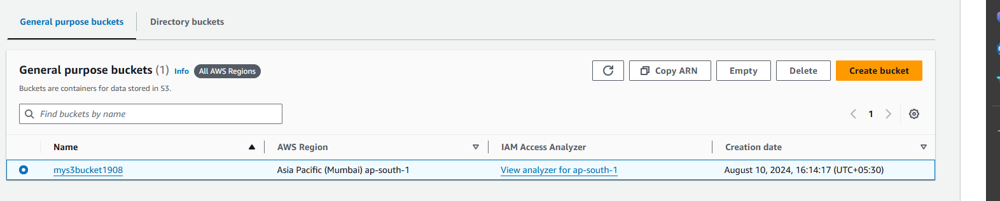 General purpose buckets
Directory buckets
General purpose buckets (1) Info All AWS Regions
Copy ARN
Empty
Delete
Create bucket
Buckets are containers for data stored in S3.
Find buckets by name
1
Name AWS Region IAM Access Analyzer Creation date
mys3bucket1908 Asia Pacific (Mumbai) ap-south-1 View analyzer for ap-south-1 August 10, 2024, 16:14:17 (UTC+05:30)